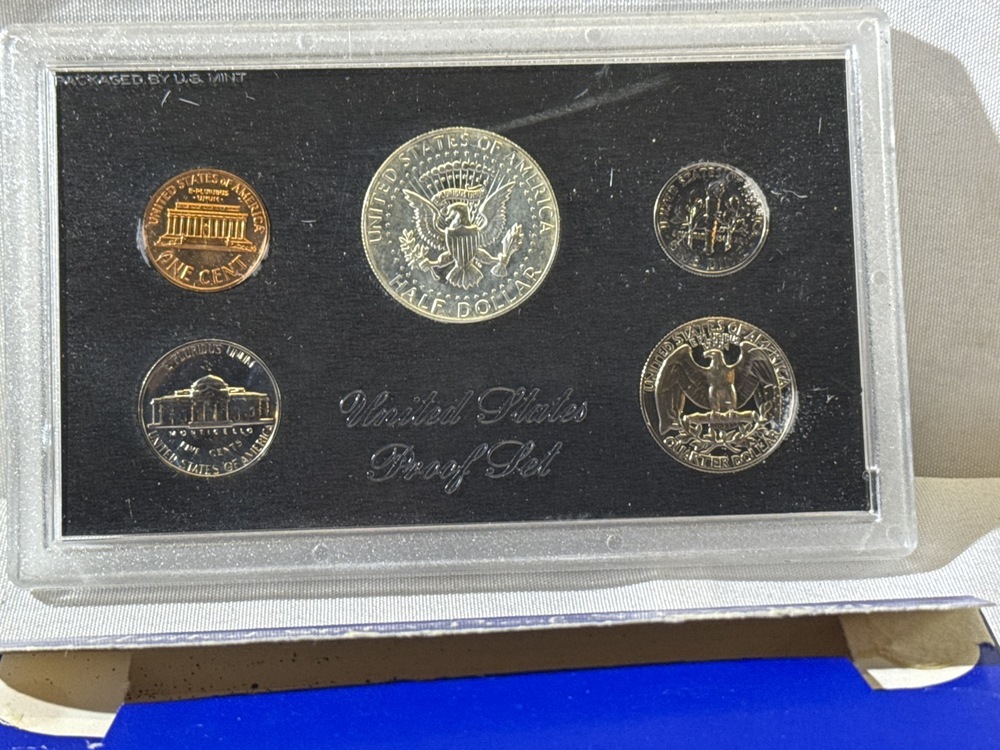 PACKAGED BY U.S. MINT
UNITED STATES OF AMERICA
E·PLURIBUS
·UNUM·
ONE CENT
UNITED STATES OF AMERICA
HALF DOLLAR
E PLURIBUS UNUM
MONTICELLO
FIVE CENTS
UNITED STATES OF AMERICA
UNITED STATES OF AMERICA
QUARTER DOLLAR
United States
Proof Set